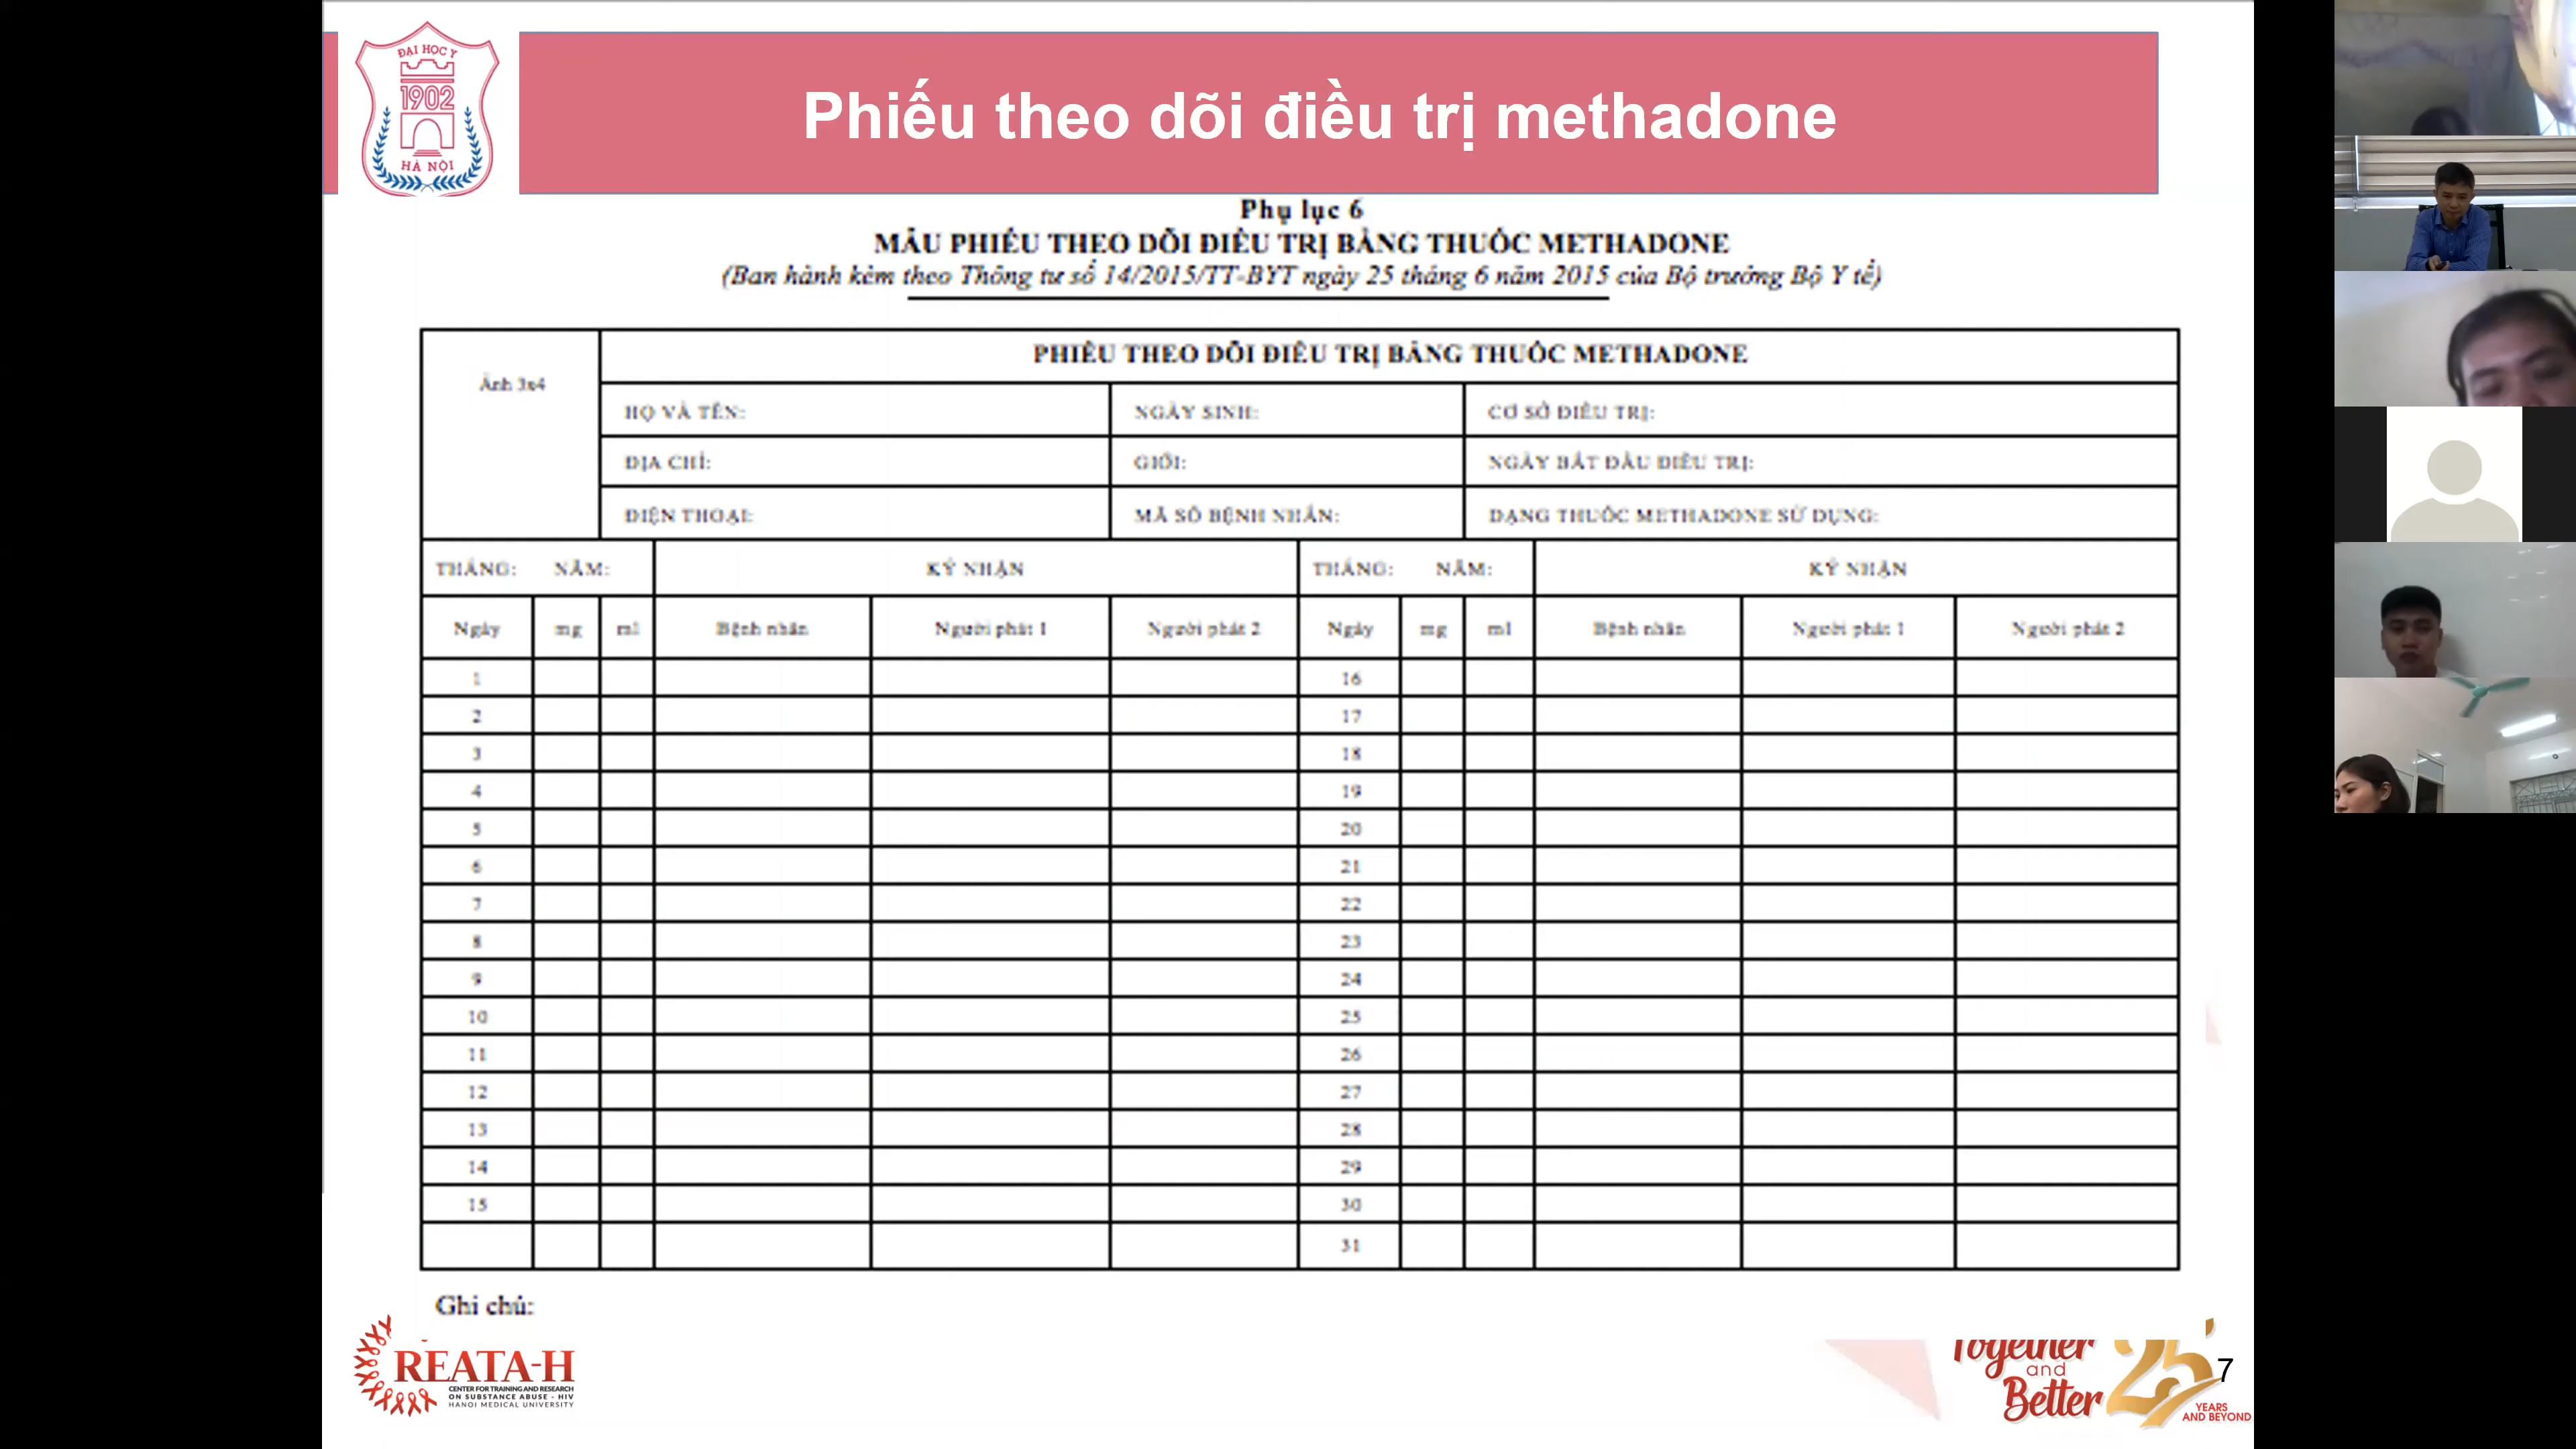 ĐẠI HỌC Y
1902
HÀ NỘI
Phiếu theo dõi điều trị methadone
Phụ lục 6
MẪU PHIẾU THEO DÕI ĐIỀU TRỊ BẰNG THUỐC METHADONE
(Ban hành kèm theo Thông tư số 14/2015/TT-BYT ngày 25 tháng 6 năm 2015 của Bộ trưởng Bộ Y tế)
Ảnh 3x4
PHIẾU THEO DÕI ĐIỀU TRỊ BẰNG THUỐC METHADONE
HỌ VÀ TÊN: NGÀY SINH: CƠ SỞ ĐIỀU TRỊ:
ĐỊA CHỈ: GIỚI: NGÀY BẮT ĐẦU ĐIỀU TRỊ:
ĐIỆN THOẠI: MÃ SỐ BỆNH NHÂN: DẠNG THUỐC METHADONE SỬ DỤNG:
THÁNG: NĂM: KÝ NHẬN THÁNG: NĂM: KÝ NHẬN
Ngày mg ml Bệnh nhân Người phát 1 Người phát 2 Ngày mg ml Bệnh nhân Người phát 1 Người phát 2
1 16
2 17
3 18
4 19
5 20
6 21
7 22
8 23
9 24
10 25
11 26
12 27
13 28
14 29
15 30
31
Ghi chú:
REATA-H
CENTER FOR TRAINING AND RESEARCH
ON SUBSTANCE ABUSE - HIV
HANOI MEDICAL UNIVERSITY
Together
and
Better
25
YEARS
AND BEYOND
7